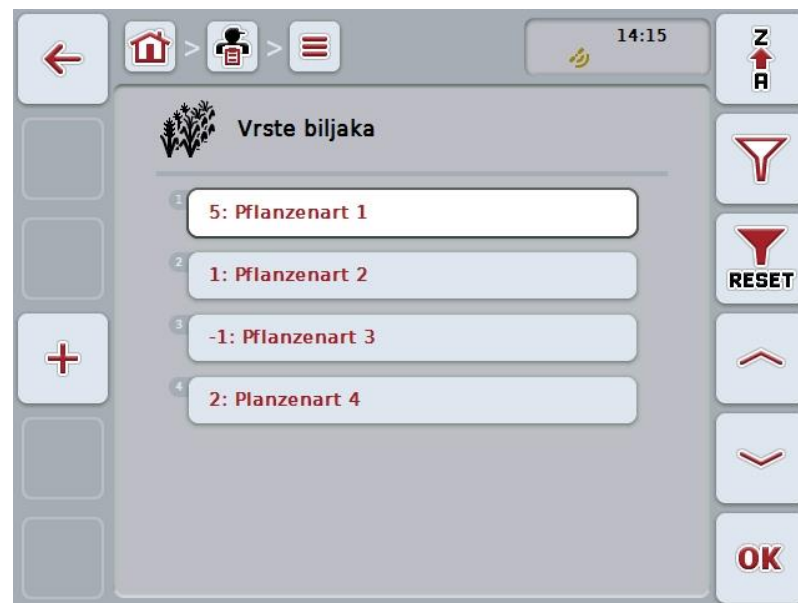 > >
14:15
Z
A
Vrste biljaka
1
5: Pflanzenart 1
2
1: Pflanzenart 2
RESET
3
-1: Pflanzenart 3
4
2: Planzenart 4
OK